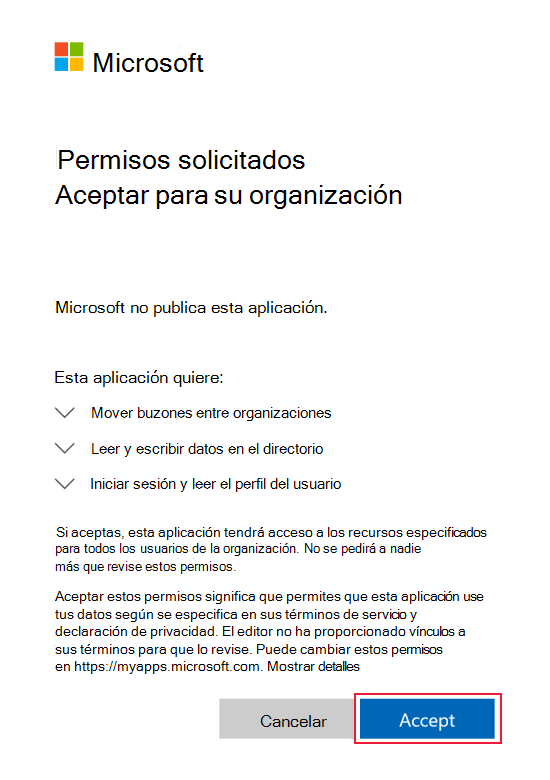 Microsoft
Permisos solicitados
Aceptar para su organización
Microsoft no publica esta aplicación.
Esta aplicación quiere:
Mover buzones entre organizaciones
Leer y escribir datos en el directorio
Iniciar sesión y leer el perfil del usuario
Si aceptas, esta aplicación tendrá acceso a los recursos especificados
para todos los usuarios de la organización. No se pedirá a nadie
más que revise estos permisos.
Aceptar estos permisos significa que permites que esta aplicación use
tus datos según se especifica en sus términos de servicio y
declaración de privacidad. El editor no ha proporcionado vínculos a
sus términos para que lo revise. Puede cambiar estos permisos
en https://myapps.microsoft.com. Mostrar detalles
Cancelar Accept